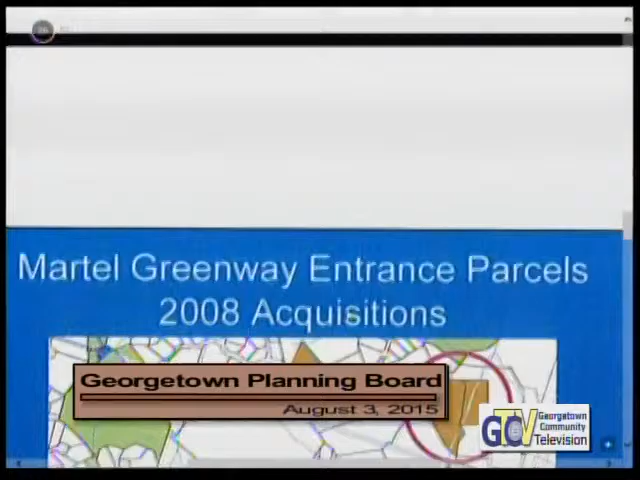 Martel Greenway Entrance Parcels
2008 Acquisitions
Georgetown Planning Board
August 3, 2015
GCTV
Georgetown
Community
Television